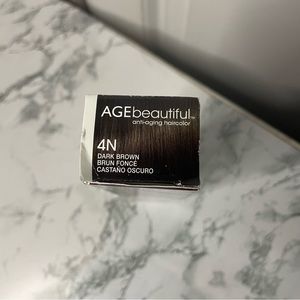 AGEbeautiful
anti-aging haircolor
4N
DARK BROWN
BRUN FONCÉ
CASTAÑO OSCURO